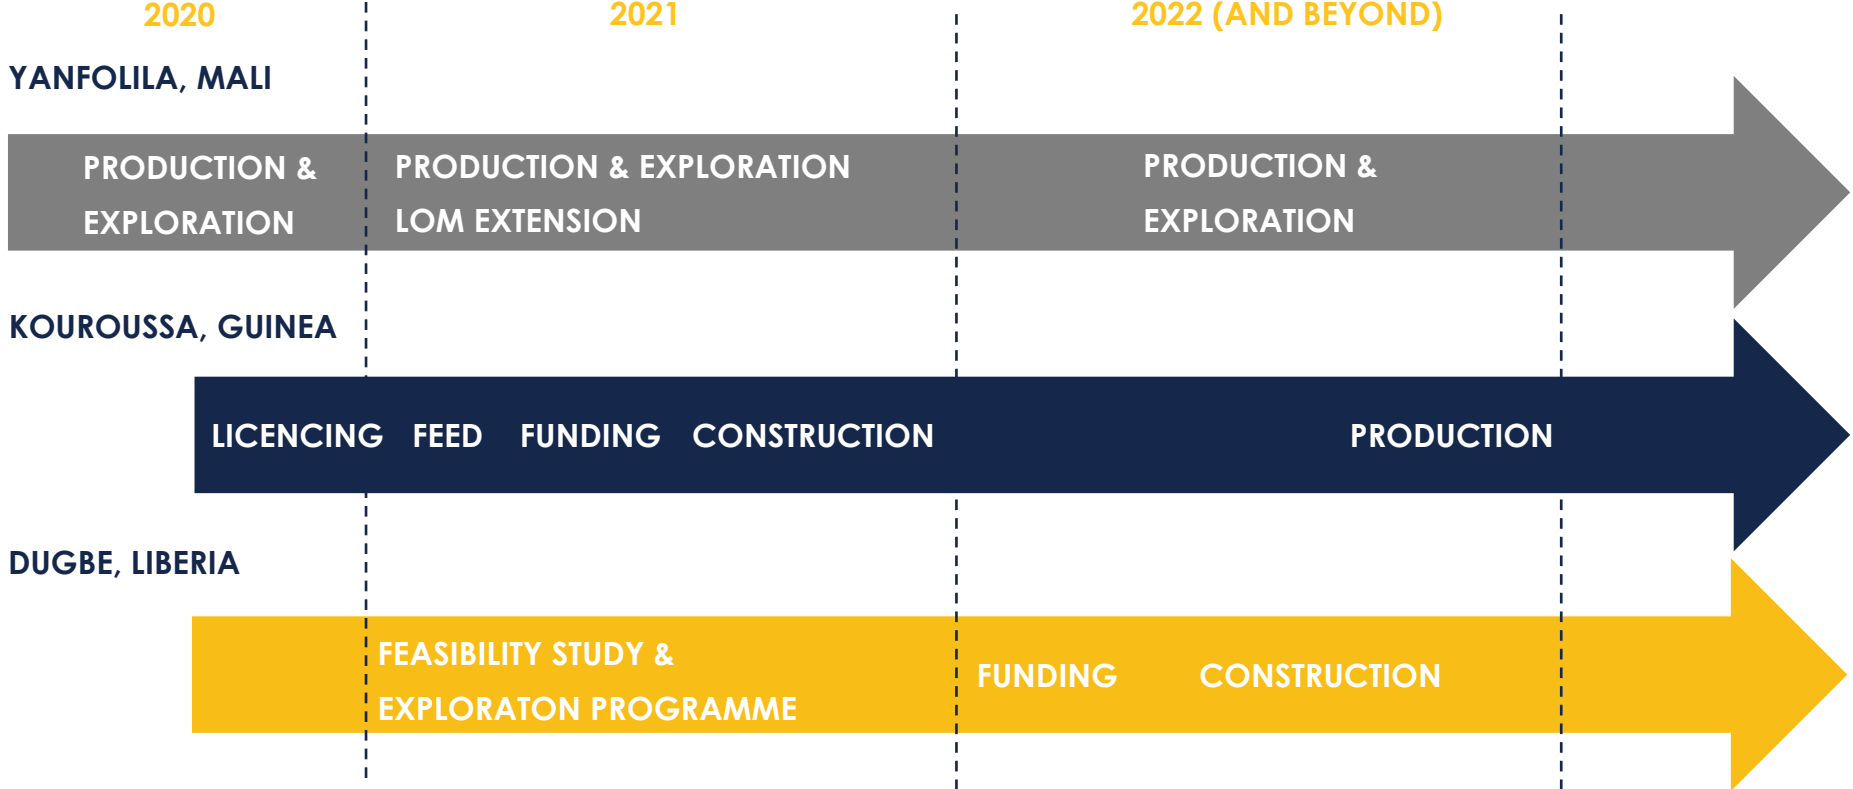 2020 2021 2022 (AND BEYOND)
YANFOLILA, MALI
PRODUCTION &
EXPLORATION
PRODUCTION & EXPLORATION
LOM EXTENSION
PRODUCTION &
EXPLORATION
KOUROUSSA, GUINEA
LICENCING FEED FUNDING CONSTRUCTION PRODUCTION
DUGBE, LIBERIA
FEASIBILITY STUDY &
EXPLORATON PROGRAMME
FUNDING CONSTRUCTION